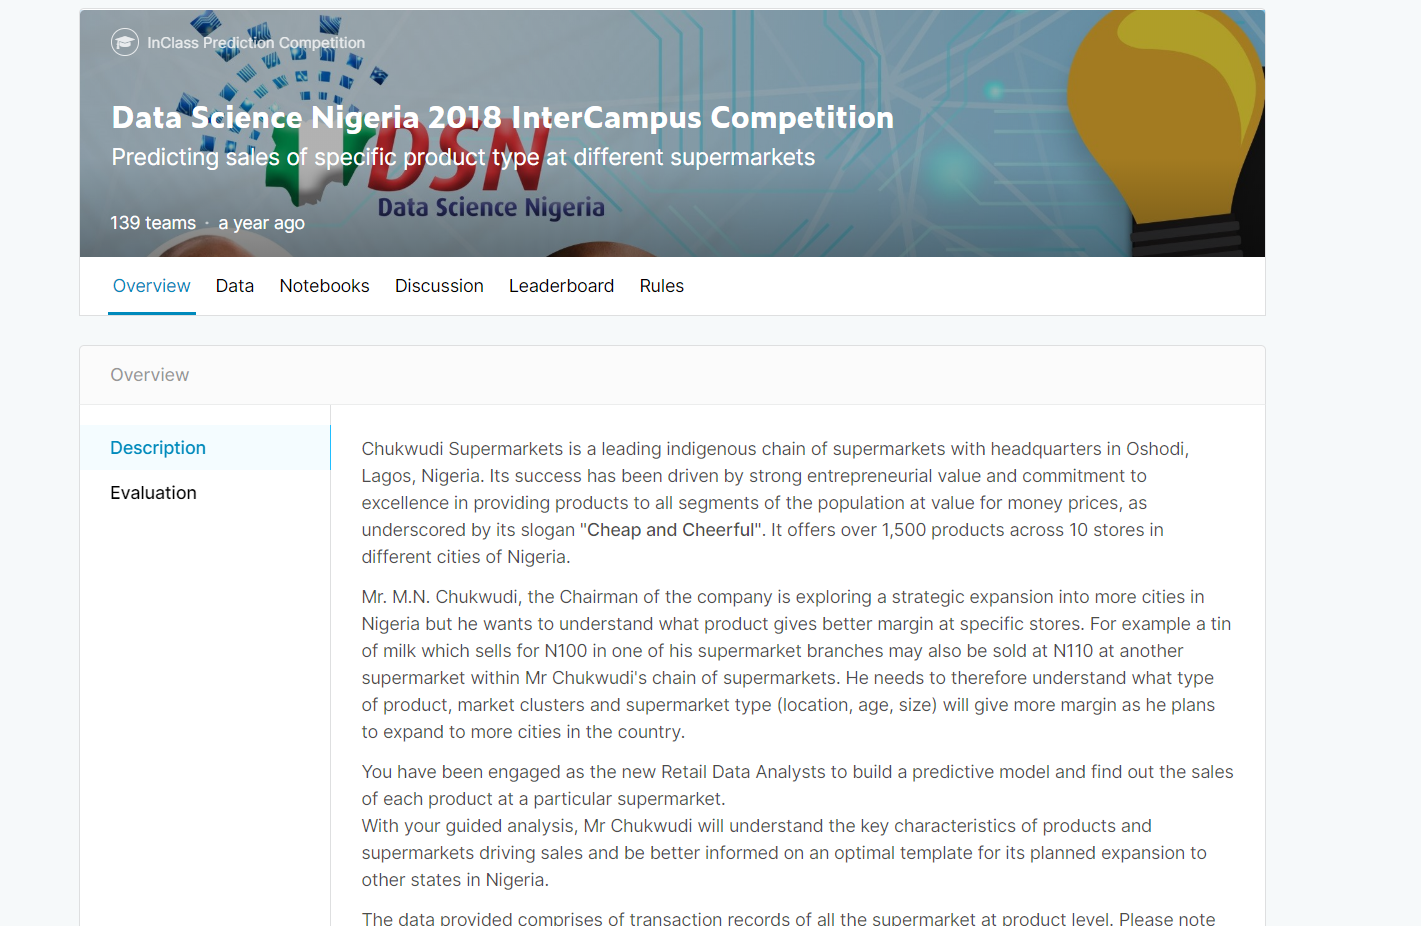 InClass Prediction Competition
Data Science Nigeria 2018 InterCampus Competition
Predicting sales of specific product type at different supermarkets
DSN
Data Science Nigeria
139 teams · a year ago
Overview Data Notebooks Discussion Leaderboard Rules
Overview
Description
Evaluation
Chukwudi Supermarkets is a leading indigenous chain of supermarkets with headquarters in Oshodi,
Lagos, Nigeria. Its success has been driven by strong entrepreneurial value and commitment to
excellence in providing products to all segments of the population at value for money prices, as
underscored by its slogan "Cheap and Cheerful". It offers over 1,500 products across 10 stores in
different cities of Nigeria.
Mr. M.N. Chukwudi, the Chairman of the company is exploring a strategic expansion into more cities in
Nigeria but he wants to understand what product gives better margin at specific stores. For example a tin
of milk which sells for N100 in one of his supermarket branches may also be sold at N110 at another
supermarket within Mr Chukwudi's chain of supermarkets. He needs to therefore understand what type
of product, market clusters and supermarket type (location, age, size) will give more margin as he plans
to expand to more cities in the country.
You have been engaged as the new Retail Data Analysts to build a predictive model and find out the sales
of each product at a particular supermarket.
With your guided analysis, Mr Chukwudi will understand the key characteristics of products and
supermarkets driving sales and be better informed on an optimal template for its planned expansion to
other states in Nigeria.
The data provided comprises of transaction records of all the supermarket at product level. Please note